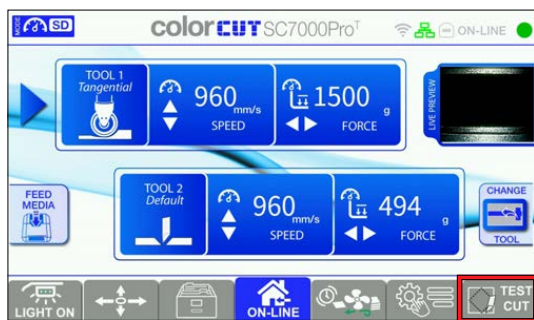 MODE SD
colorCUT SC7000Proᵀ
ON-LINE
TOOL 1
Tangential
960 mm/s
SPEED
1500 g
FORCE
LIVE PREVIEW
TOOL 2
Default
960 mm/s
SPEED
494 g
FORCE
FEED
MEDIA
CHANGE
TOOL
LIGHT ON
ON-LINE
TEST
CUT